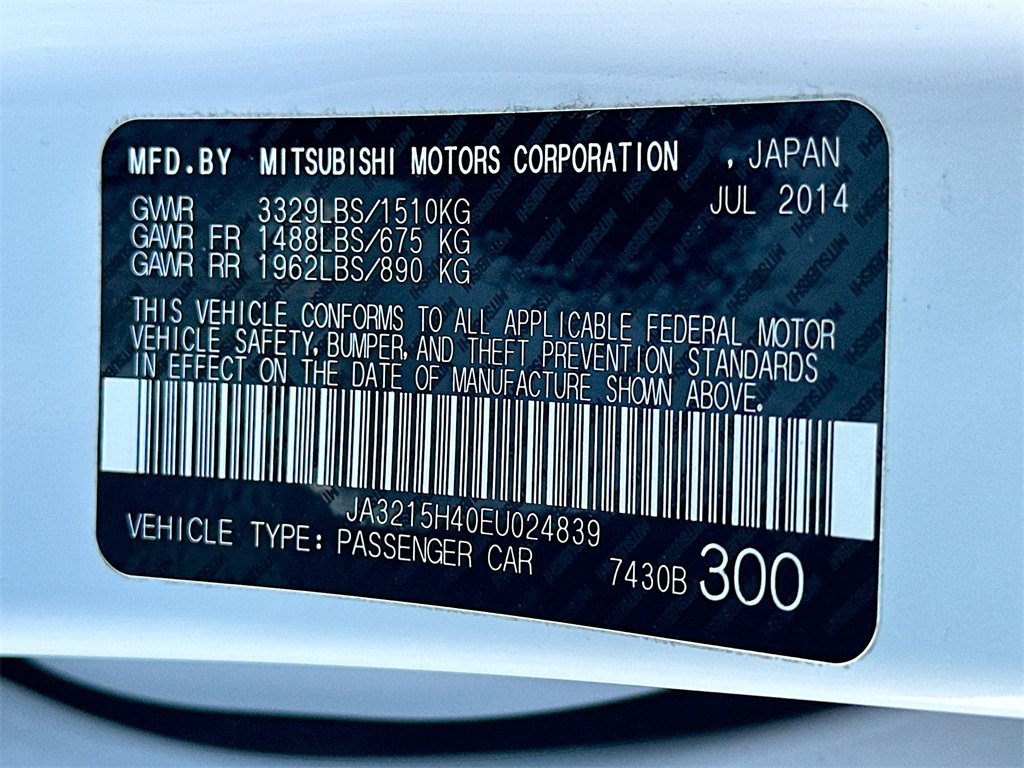 MFD.BY MITSUBISHI MOTORS CORPORATION , JAPAN
JUL 2014
GWWR 3329LBS/1510KG
GAWR FR 1488LBS/675 KG
GAWR RR 1962LBS/890 KG
THIS VEHICLE CONFORMS TO ALL APPLICABLE FEDERAL MOTOR
VEHICLE SAFETY, BUMPER, AND THEFT PREVENTION STANDARDS
IN EFFECT ON THE DATE OF MANUFACTURE SHOWN ABOVE.
JA3215H40EU024839
VEHICLE TYPE: PASSENGER CAR
7430B 300